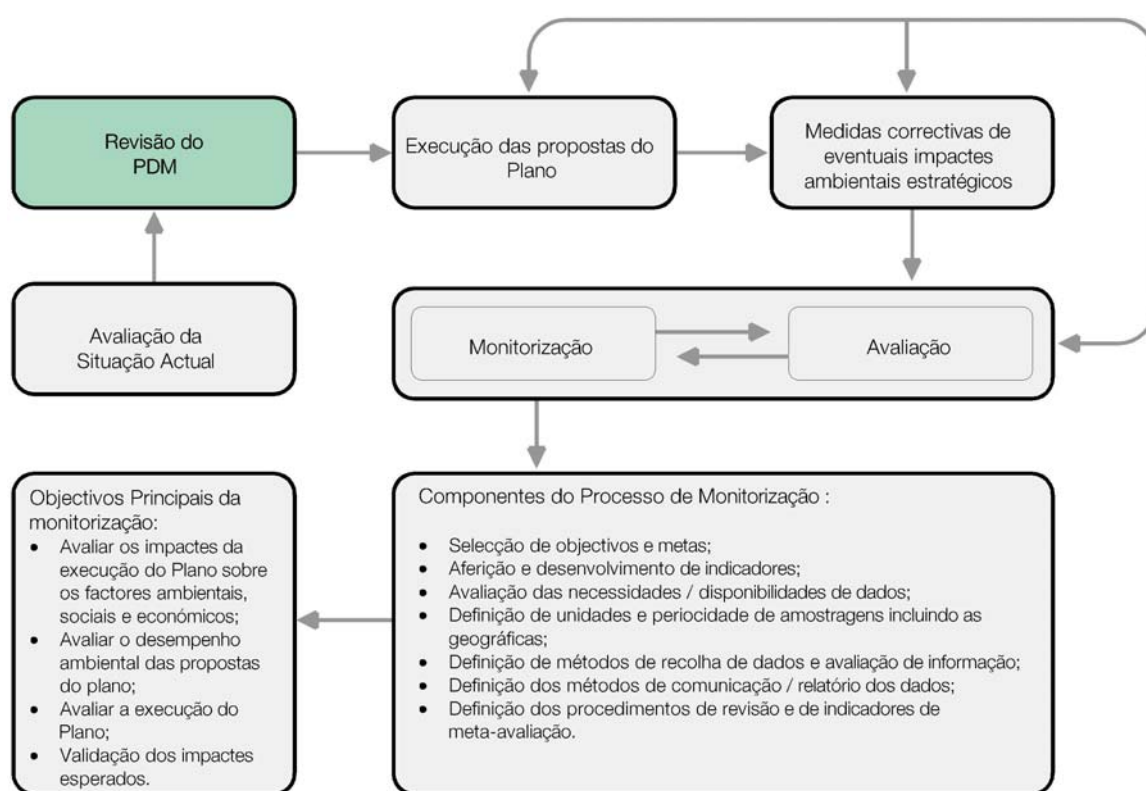 Revisão do
PDM
Execução das propostas do
Plano
Medidas correctivas de
eventuais impactes
ambientais estratégicos
Avaliação da
Situação Actual
Monitorização
Avaliação
Objectivos Principais da
monitorização:
• Avaliar os impactes da
execução do Plano sobre
os factores ambientais,
sociais e económicos;
• Avaliar o desempenho
ambiental das propostas
do plano;
• Avaliar a execução do
Plano;
• Validação dos impactes
esperados.
Componentes do Processo de Monitorização :
• Selecção de objectivos e metas;
• Aferição e desenvolvimento de indicadores;
• Avaliação das necessidades / disponibilidades de dados;
• Definição de unidades e periocidade de amostragens incluindo as
geográficas;
• Definição de métodos de recolha de dados e avaliação de informação;
• Definição dos métodos de comunicação / relatório dos dados;
• Definição dos procedimentos de revisão e de indicadores de
meta-avaliação.